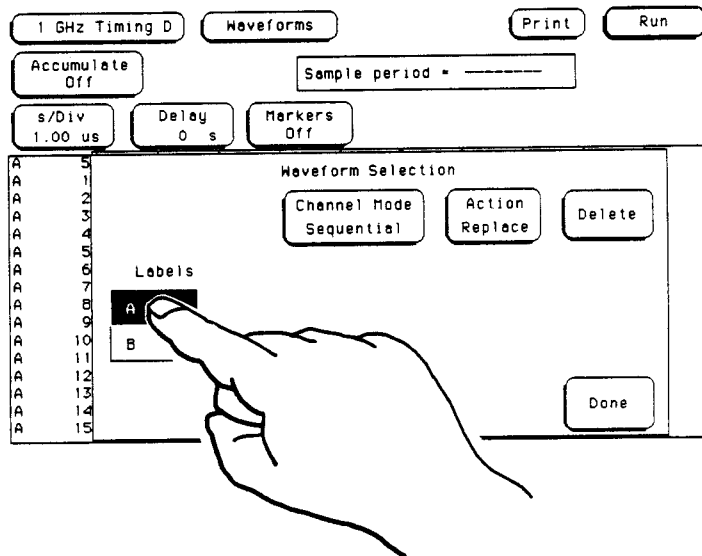 1 GHz Timing D Waveforms Print Run
Accumulate
Off
Sample period = --------
s/Div
1.00 us
Delay
0 s
Markers
Off
Waveform Selection
Channel Mode
Sequential
Action
Replace
Delete
A 5
A 1
A 2
A 3
A 4
A 5
A 6
A 7
A 8
A 9
A 10
A 11
A 12
A 13
A 14
A 15
Labels
A
B
Done